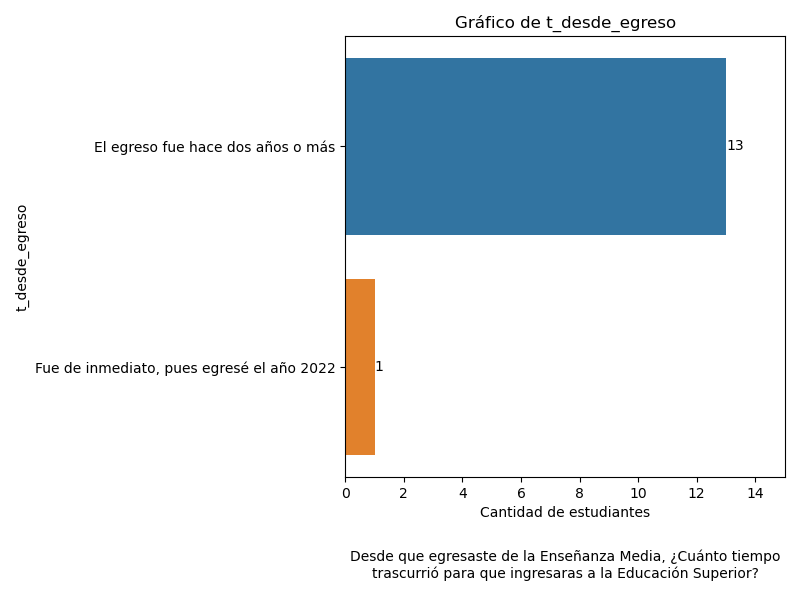 Gráfico de t_desde_egreso
t_desde_egreso
El egreso fue hace dos años o más
13
Fue de inmediato, pues egresé el año 2022
1
0 2 4 6 8 10 12 14
Cantidad de estudiantes
Desde que egresaste de la Enseñanza Media, ¿Cuánto tiempo
trascurrió para que ingresaras a la Educación Superior?